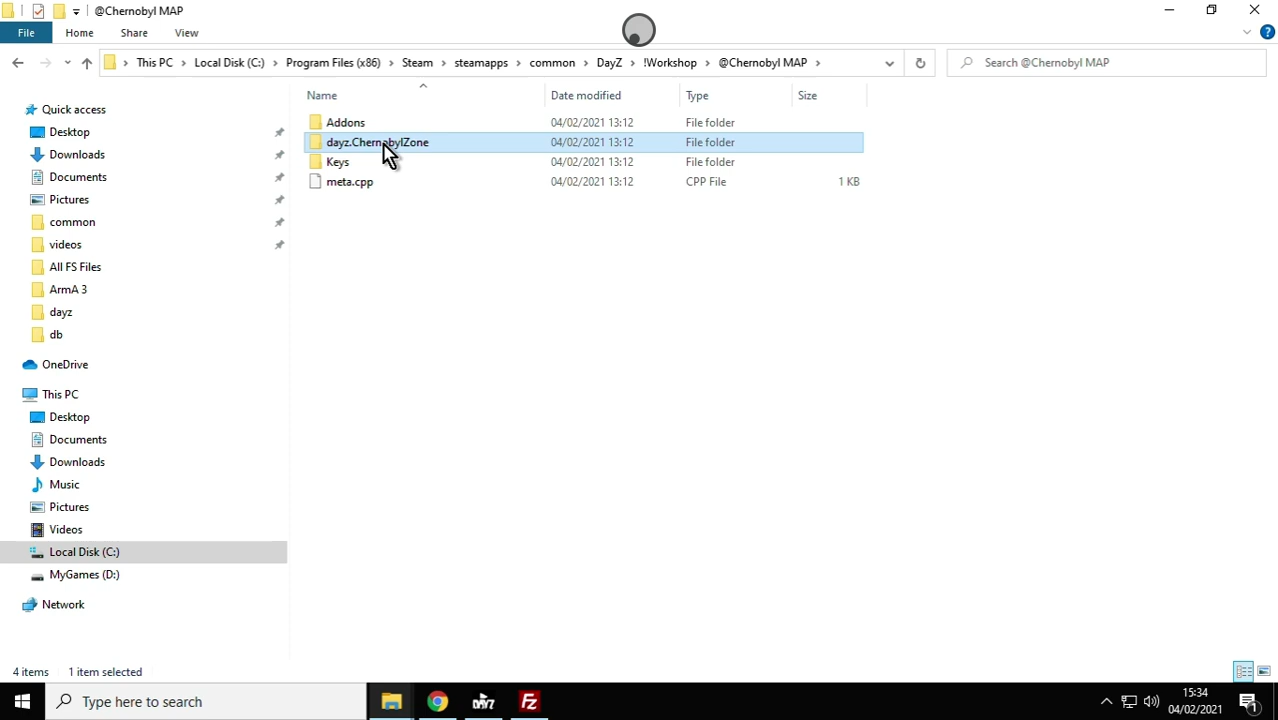 @Chernobyl MAP
File Home Share View
This PC Local Disk (C:) Program Files (x86) Steam steamapps common DayZ !Workshop @Chernobyl MAP
Search @Chernobyl MAP
Name Date modified Type Size
Addons 04/02/2021 13:12 File folder
dayz.ChernobylZone 04/02/2021 13:12 File folder
Keys 04/02/2021 13:12 File folder
meta.cpp 04/02/2021 13:12 CPP File 1 KB
Quick access
Desktop
Downloads
Documents
Pictures
common
videos
All FS Files
ArmA 3
dayz
db
OneDrive
This PC
Desktop
Documents
Downloads
Music
Pictures
Videos
Local Disk (C:)
MyGames (D:)
Network
4 items 1 item selected
Type here to search
DAYZ
FZ
15:34
04/02/2021
1